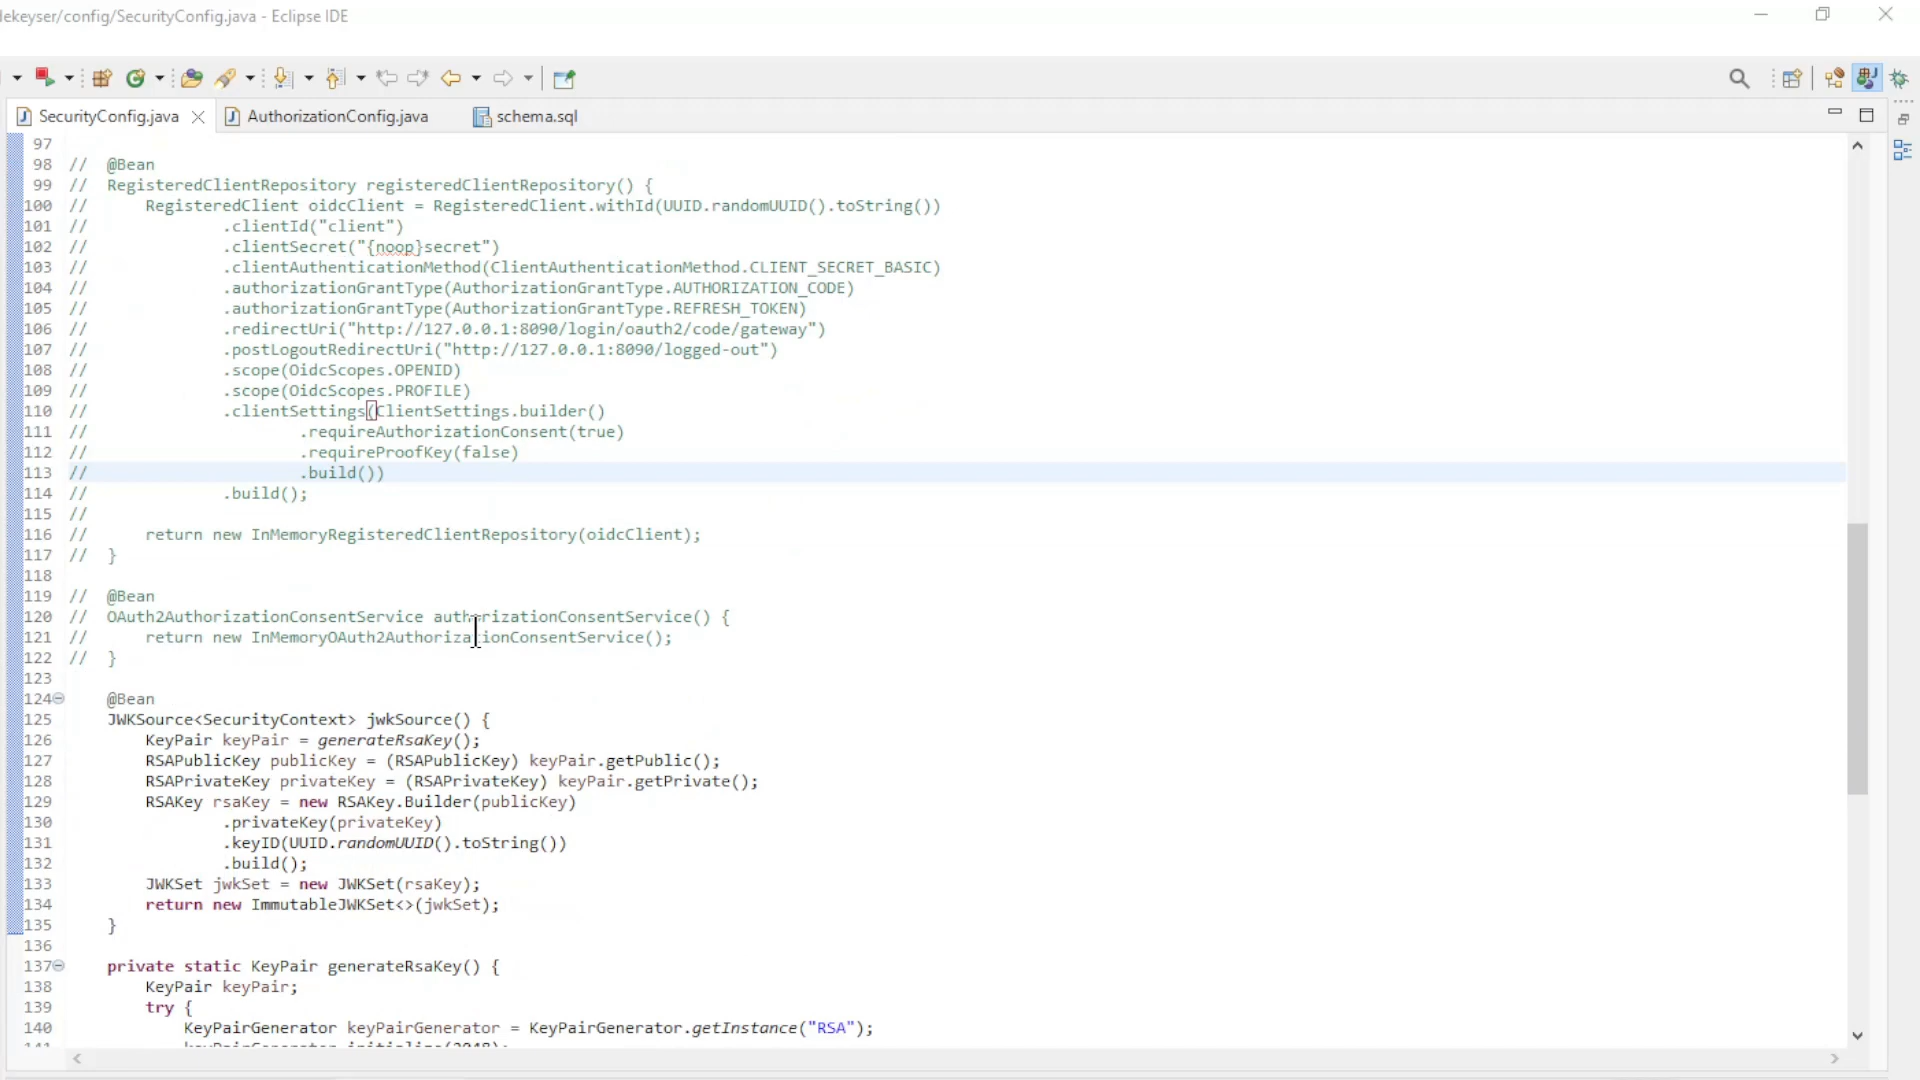 dekeyser/config/SecurityConfig.java - Eclipse IDE
SecurityConfig.java
AuthorizationConfig.java
schema.sql
97
98 // @Bean
99 // RegisteredClientRepository registeredClientRepository() {
100 // RegisteredClient oidcClient = RegisteredClient.withId(UUID.randomUUID().toString())
101 // .clientId("client")
102 // .clientSecret("{noop}secret")
103 // .clientAuthenticationMethod(ClientAuthenticationMethod.CLIENT_SECRET_BASIC)
104 // .authorizationGrantType(AuthorizationGrantType.AUTHORIZATION_CODE)
105 // .authorizationGrantType(AuthorizationGrantType.REFRESH_TOKEN)
106 // .redirectUri("http://127.0.0.1:8090/login/oauth2/code/gateway")
107 // .postLogoutRedirectUri("http://127.0.0.1:8090/logged-out")
108 // .scope(OidcScopes.OPENID)
109 // .scope(OidcScopes.PROFILE)
110 // .clientSettings(ClientSettings.builder()
111 // .requireAuthorizationConsent(true)
112 // .requireProofKey(false)
113 // .build())
114 // .build();
115 //
116 // return new InMemoryRegisteredClientRepository(oidcClient);
117 // }
118
119 // @Bean
120 // OAuth2AuthorizationConsentService authorizationConsentService() {
121 // return new InMemoryOAuth2AuthorizationConsentService();
122 // }
123
124 @Bean
125 JWKSource<SecurityContext> jwkSource() {
126 KeyPair keyPair = generateRsaKey();
127 RSAPublicKey publicKey = (RSAPublicKey) keyPair.getPublic();
128 RSAPrivateKey privateKey = (RSAPrivateKey) keyPair.getPrivate();
129 RSAKey rsaKey = new RSAKey.Builder(publicKey)
130 .privateKey(privateKey)
131 .keyID(UUID.randomUUID().toString())
132 .build();
133 JWKSet jwkSet = new JWKSet(rsaKey);
134 return new ImmutableJWKSet<>(jwkSet);
135 }
136
137 private static KeyPair generateRsaKey() {
138 KeyPair keyPair;
139 try {
140 KeyPairGenerator keyPairGenerator = KeyPairGenerator.getInstance("RSA");
141 keyPairGenerator.initialize(2048);